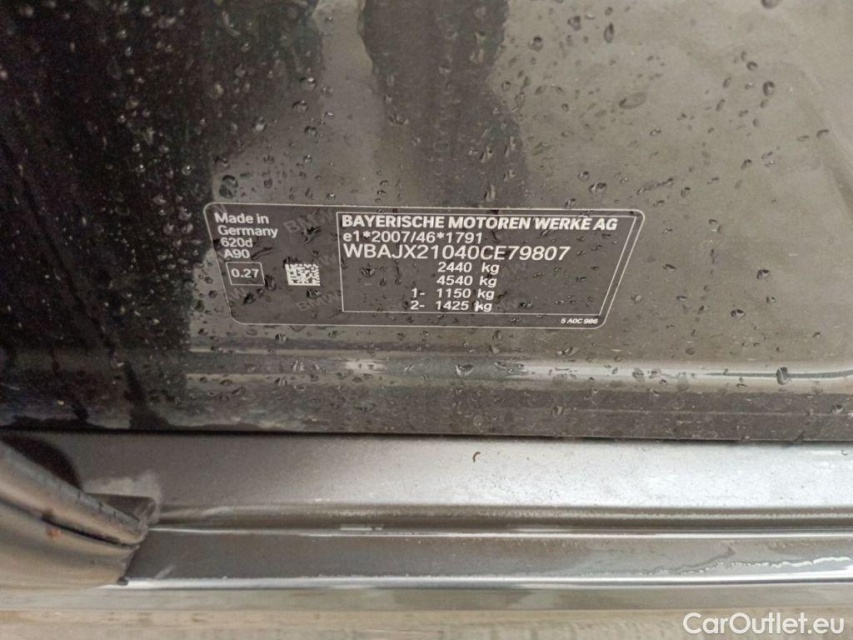 Made in
Germany
620d
A90
0.27
BAYERISCHE MOTOREN WERKE AG
e1*2007/46*1791
WBAJX21040CE79807
2440 kg
4540 kg
1- 1150 kg
2- 1425 kg
5 A0C 986
CarOutlet.eu